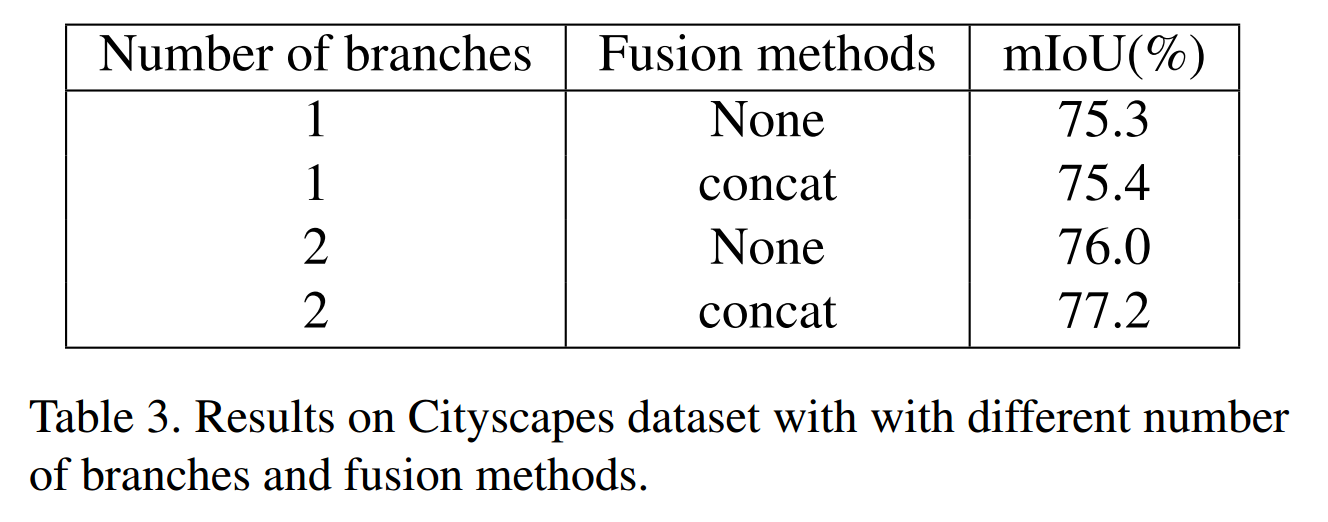 Number of branches Fusion methods mIoU(%)
1 None 75.3
1 concat 75.4
2 None 76.0
2 concat 77.2
Table 3. Results on Cityscapes dataset with with different number
of branches and fusion methods.